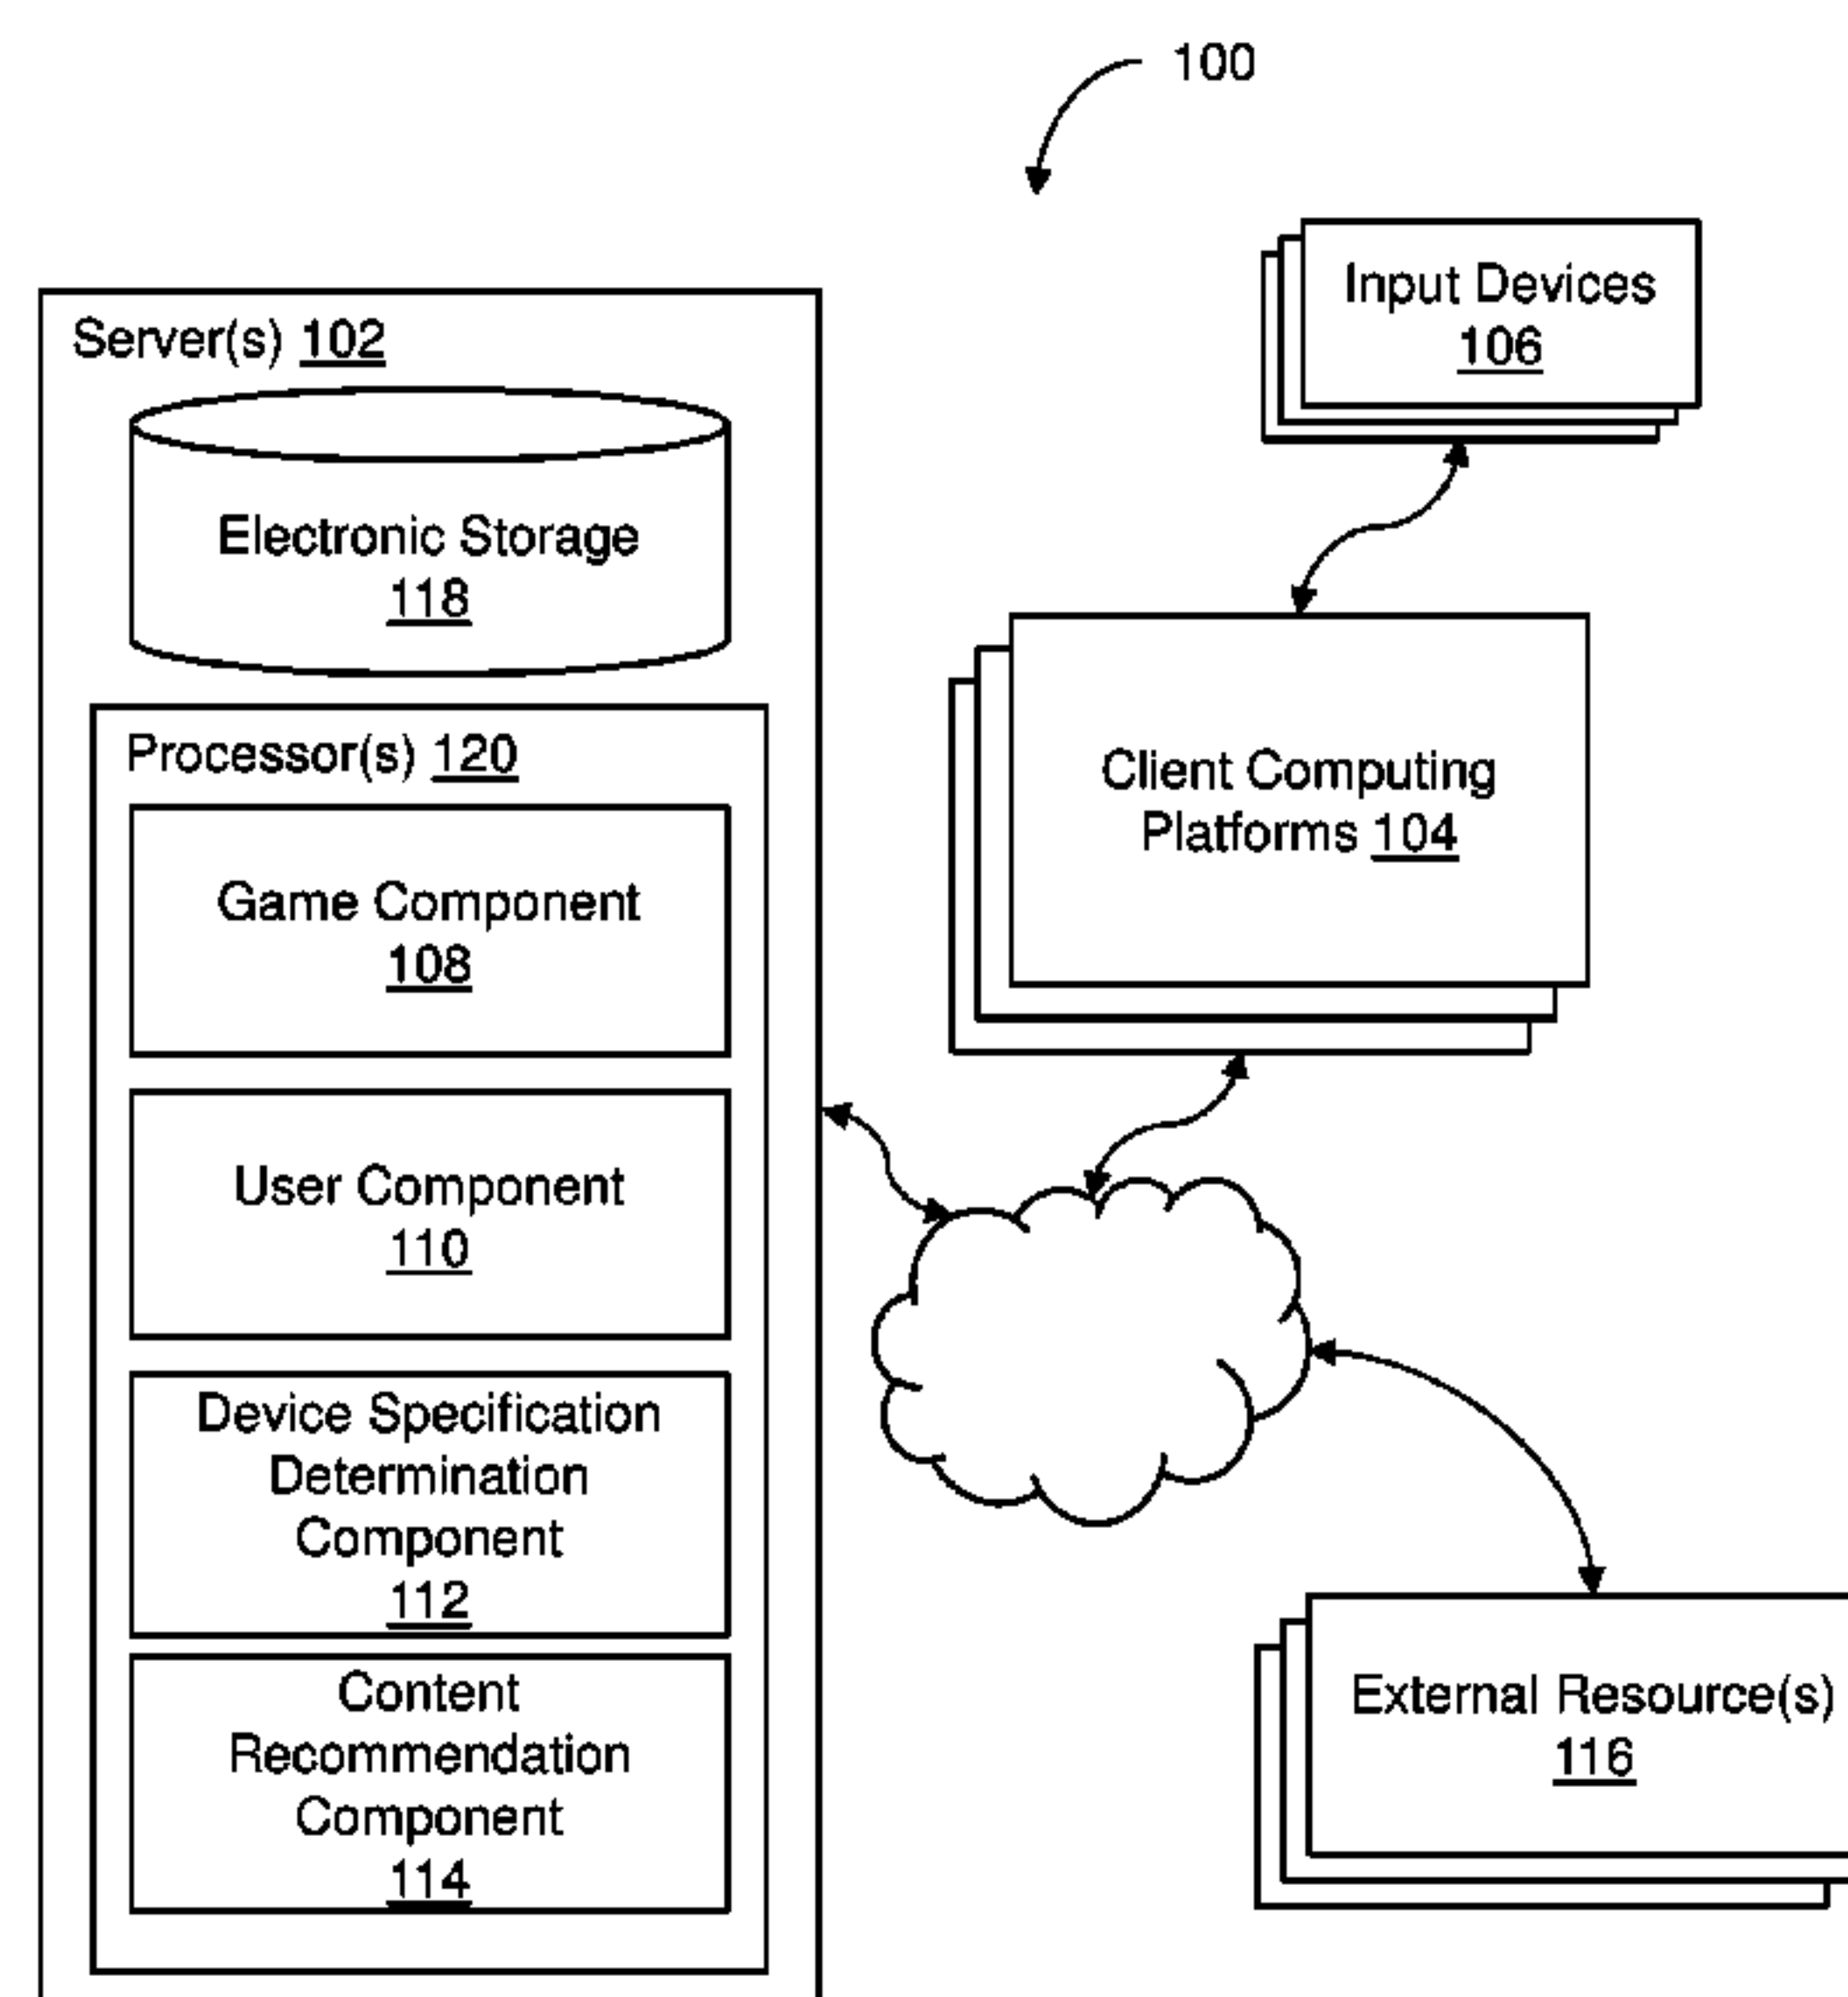 100
Input Devices
106
Server(s) 102
Electronic Storage
118
Processor(s) 120
Client Computing
Platforms 104
Game Component
108
User Component
110
Device Specification
Determination
Component
112
Content
Recommendation
Component
114
External Resource(s)
116